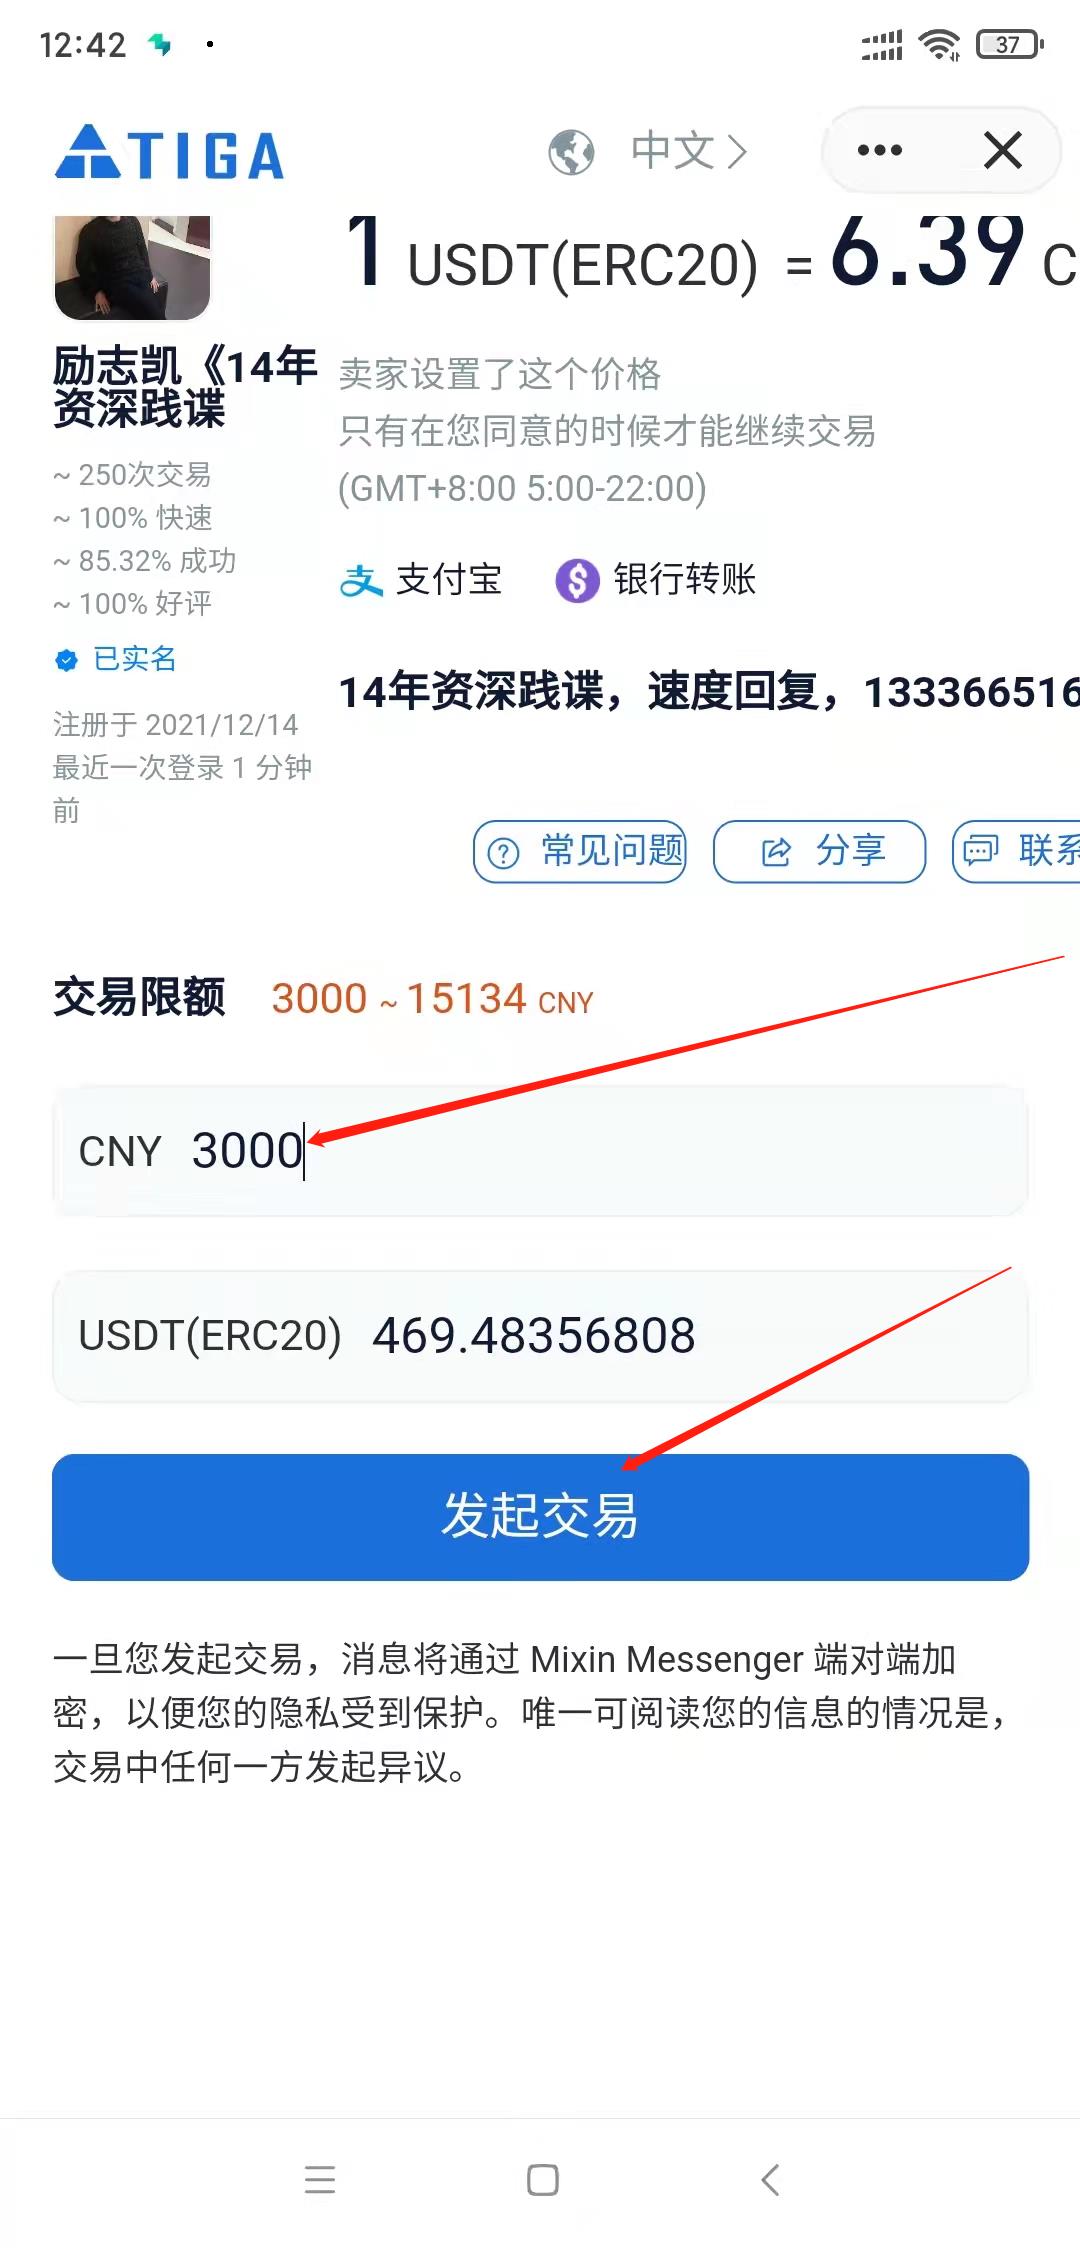 12:42
37
TIGA
中文
1 USDT(ERC20) = 6.39 C
励志凯《14年
资深践谍
~ 250次交易
~ 100% 快速
~ 85.32% 成功
~ 100% 好评
已实名
注册于 2021/12/14
最近一次登录 1 分钟
前
卖家设置了这个价格
只有在您同意的时候才能继续交易
(GMT+8:00 5:00-22:00)
支付宝
银行转账
14年资深践谍，速度回复，133366516
常见问题
分享
联系
交易限额 3000 ~ 15134 CNY
CNY 3000
USDT(ERC20) 469.48356808
发起交易
一旦您发起交易，消息将通过 Mixin Messenger 端对端加
密，以便您的隐私受到保护。唯一可阅读您的信息的情况是，
交易中任何一方发起异议。